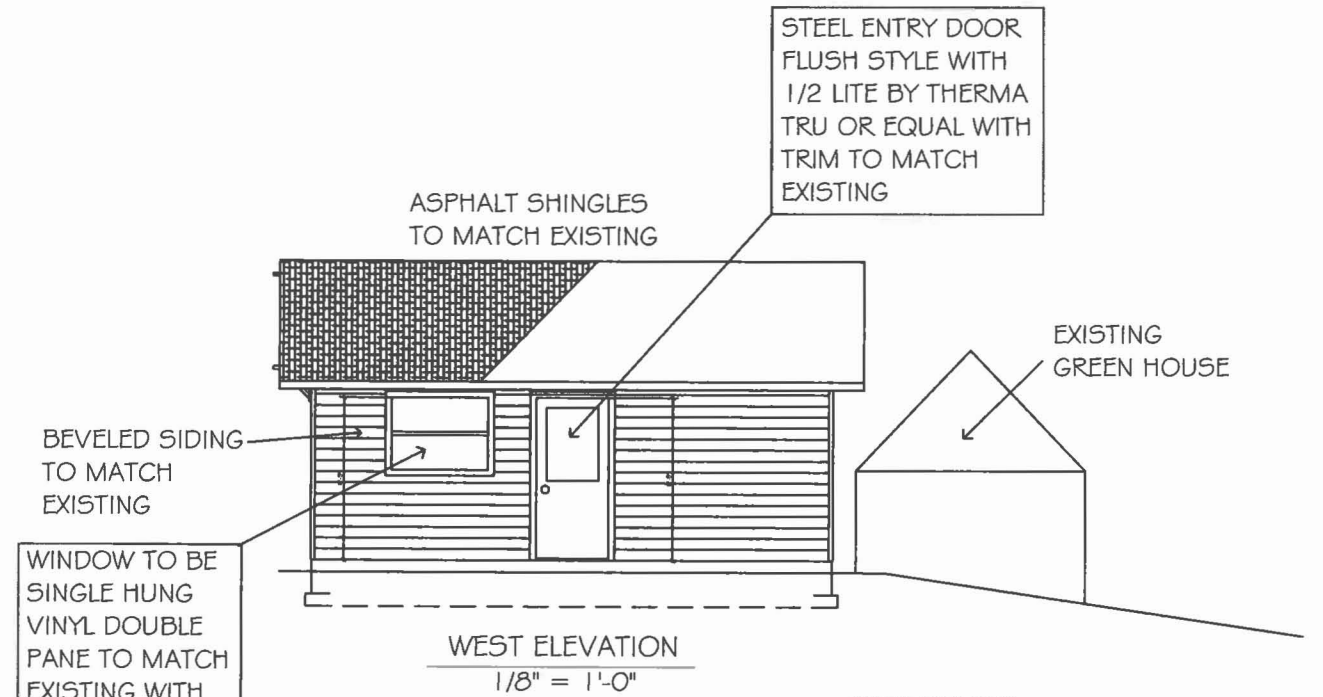 STEEL ENTRY DOOR
FLUSH STYLE WITH
1/2 LITE BY THERMA
TRU OR EQUAL WITH
TRIM TO MATCH
EXISTING
ASPHALT SHINGLES
TO MATCH EXISTING
EXISTING
GREEN HOUSE
BEVELED SIDING
TO MATCH
EXISTING
WINDOW TO BE
SINGLE HUNG
VINYL DOUBLE
PANE TO MATCH
EXISTING WITH
WEST ELEVATION
1/8" = 1'-0"